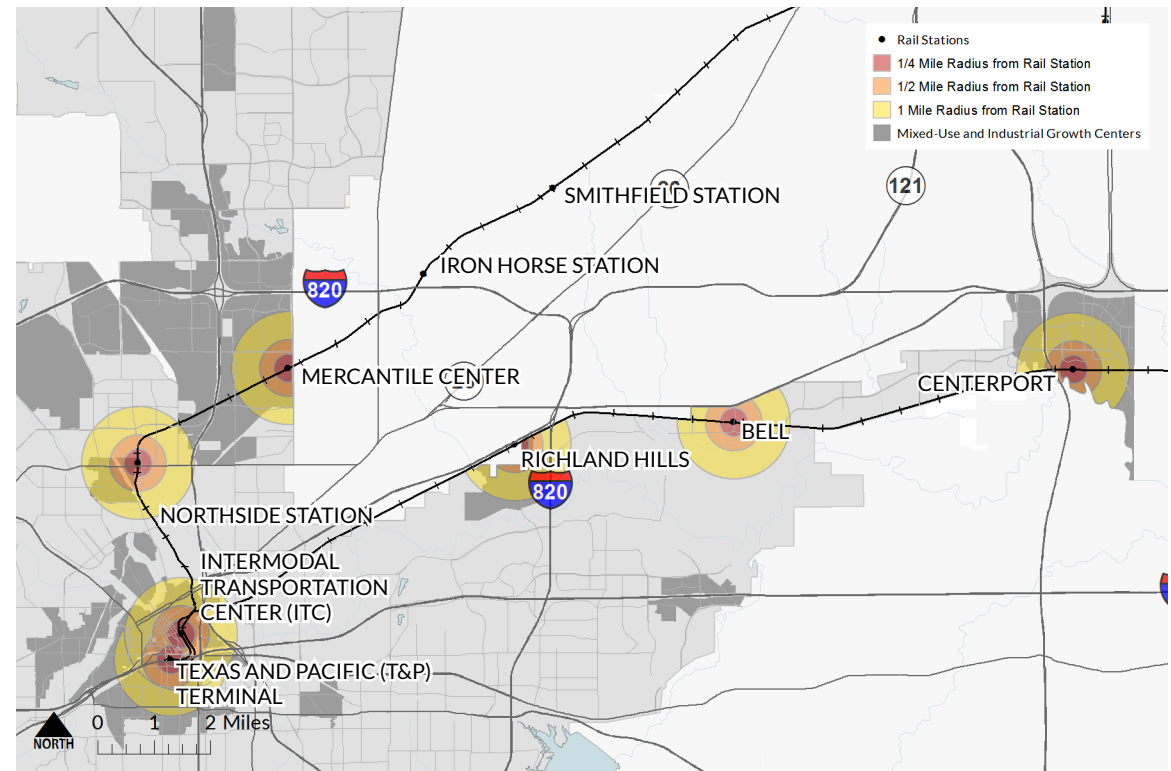 Rail Stations
1/4 Mile Radius from Rail Station
1/2 Mile Radius from Rail Station
1 Mile Radius from Rail Station
Mixed-Use and Industrial Growth Centers
SMITHFIELD STATION
121
IRON HORSE STATION
820
MERCANTILE CENTER
CENTERPORT
BELL
RICHLAND HILLS
820
NORTHSIDE STATION
INTERMODAL
TRANSPORTATION
CENTER (ITC)
TEXAS AND PACIFIC (T&P)
TERMINAL
0 1 2 Miles
NORTH